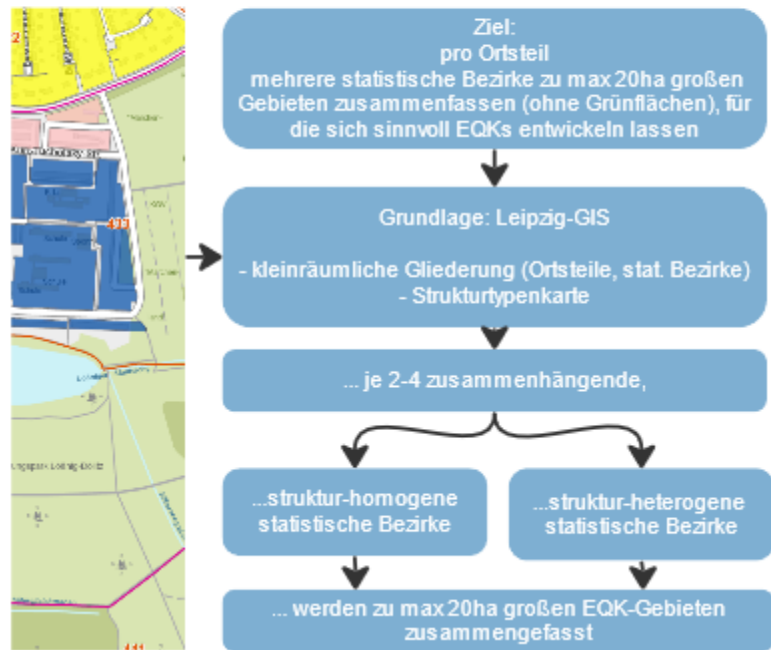 Ziel:
pro Ortsteil
mehrere statistische Bezirke zu max 20ha großen
Gebieten zusammenfassen (ohne Grünflächen), für
die sich sinnvoll EQKs entwickeln lassen
Grundlage: Leipzig-GIS
- kleinräumliche Gliederung (Ortsteile, stat. Bezirke)
- Strukturtypenkarte
... je 2-4 zusammenhängende,
...struktur-homogene
statistische Bezirke
...struktur-heterogene
statistische Bezirke
... werden zu max 20ha großen EQK-Gebieten
zusammengefasst
411